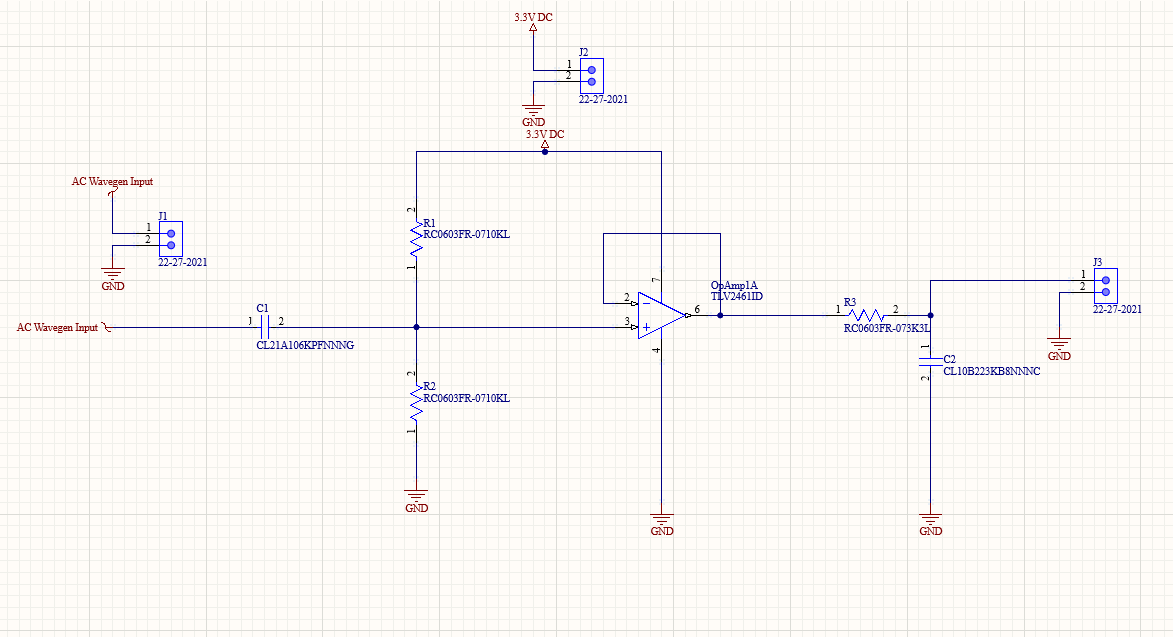 3.3V DC
J2
1
2
22-27-2021
GND
3.3V DC
AC Wavegen Input
J1
1
2
22-27-2021
GND
2
R1
RC0603FR-0710KL
1
7
OpAmp1A
TLV2461ID
2
3
6
4
J3
1
2
22-27-2021
GND
AC Wavegen Input
C1
J
2
CL21A106KPFNNNG
R3
1
2
RC0603FR-073K3L
1
C2
CL10B223KB8NNNC
2
2
R2
RC0603FR-0710KL
1
GND
GND
GND